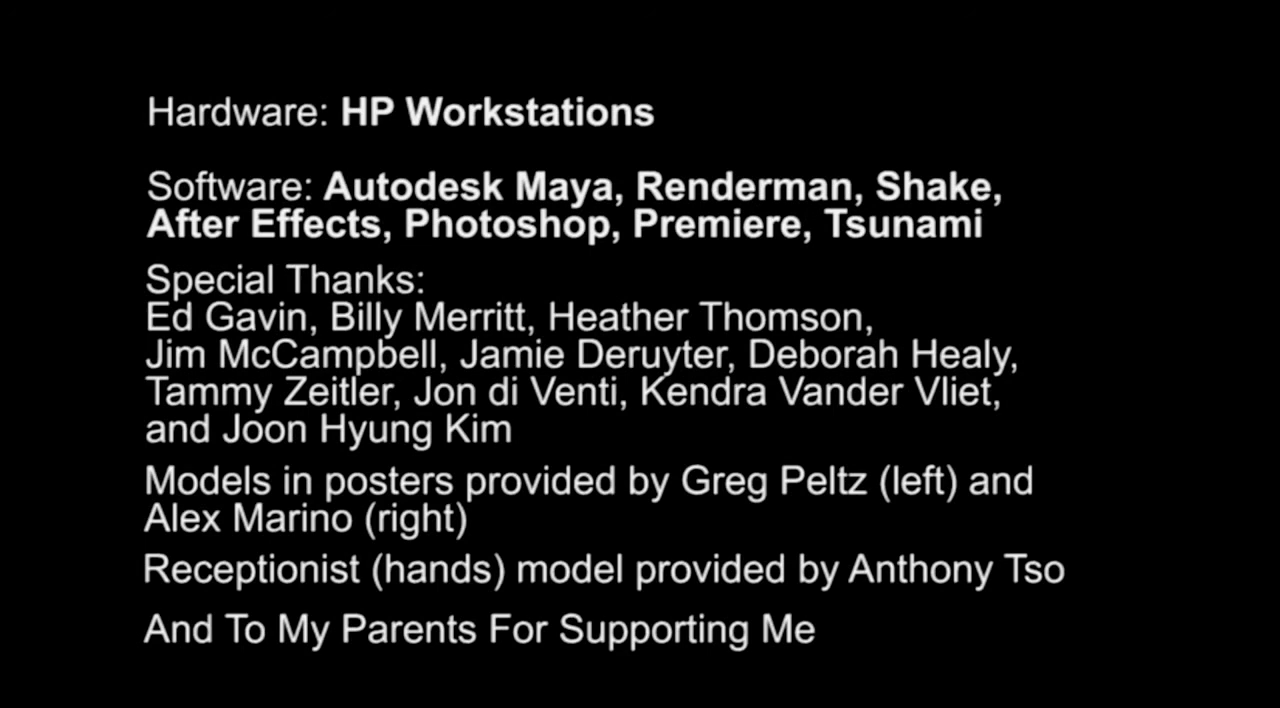 Hardware: HP Workstations
Software: Autodesk Maya, Renderman, Shake,
After Effects, Photoshop, Premiere, Tsunami
Special Thanks:
Ed Gavin, Billy Merritt, Heather Thomson,
Jim McCampbell, Jamie Deruyter, Deborah Healy,
Tammy Zeitler, Jon di Venti, Kendra Vander Vliet,
and Joon Hyung Kim
Models in posters provided by Greg Peltz (left) and
Alex Marino (right)
Receptionist (hands) model provided by Anthony Tso
And To My Parents For Supporting Me